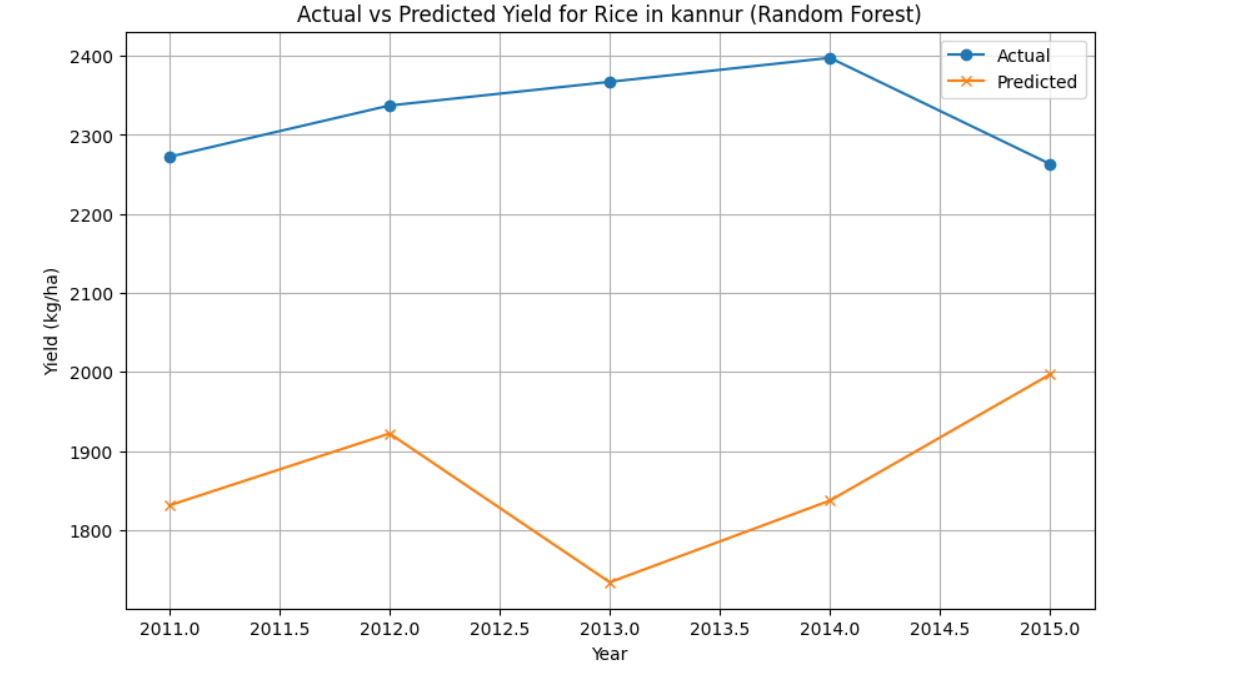 Actual vs Predicted Yield for Rice in kannur (Random Forest)
Actual
Predicted
Yield (kg/ha)
2400
2300
2200
2100
2000
1900
1800
2011.0 2011.5 2012.0 2012.5 2013.0 2013.5 2014.0 2014.5 2015.0
Year